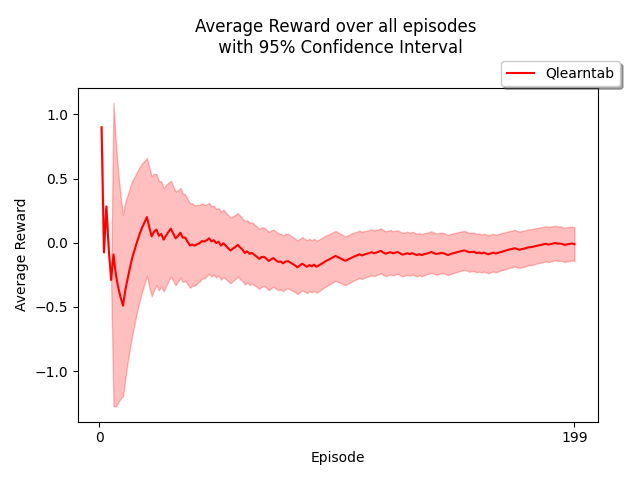 Average Reward over all episodes
with 95% Confidence Interval
Qlearntab
1.0
0.5
0.0
−0.5
−1.0
Average Reward
0
199
Episode